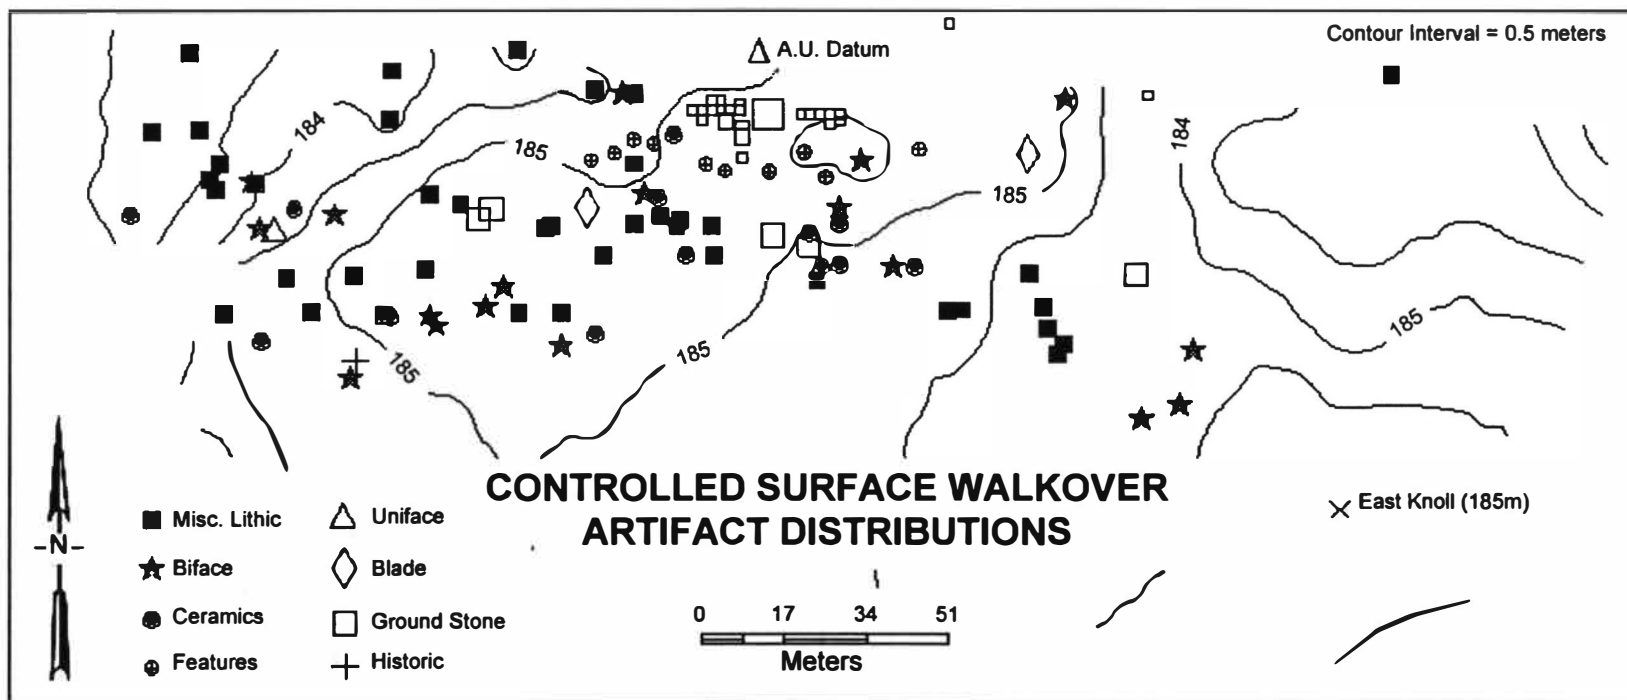 Contour Interval = 0.5 meters
A.U. Datum
184
185
184
185
185
185
185
CONTROLLED SURFACE WALKOVER
ARTIFACT DISTRIBUTIONS
East Knoll (185m)
-N-
Misc. Lithic
Uniface
Biface
Blade
Ceramics
Ground Stone
Features
Historic
0 17 34 51
Meters